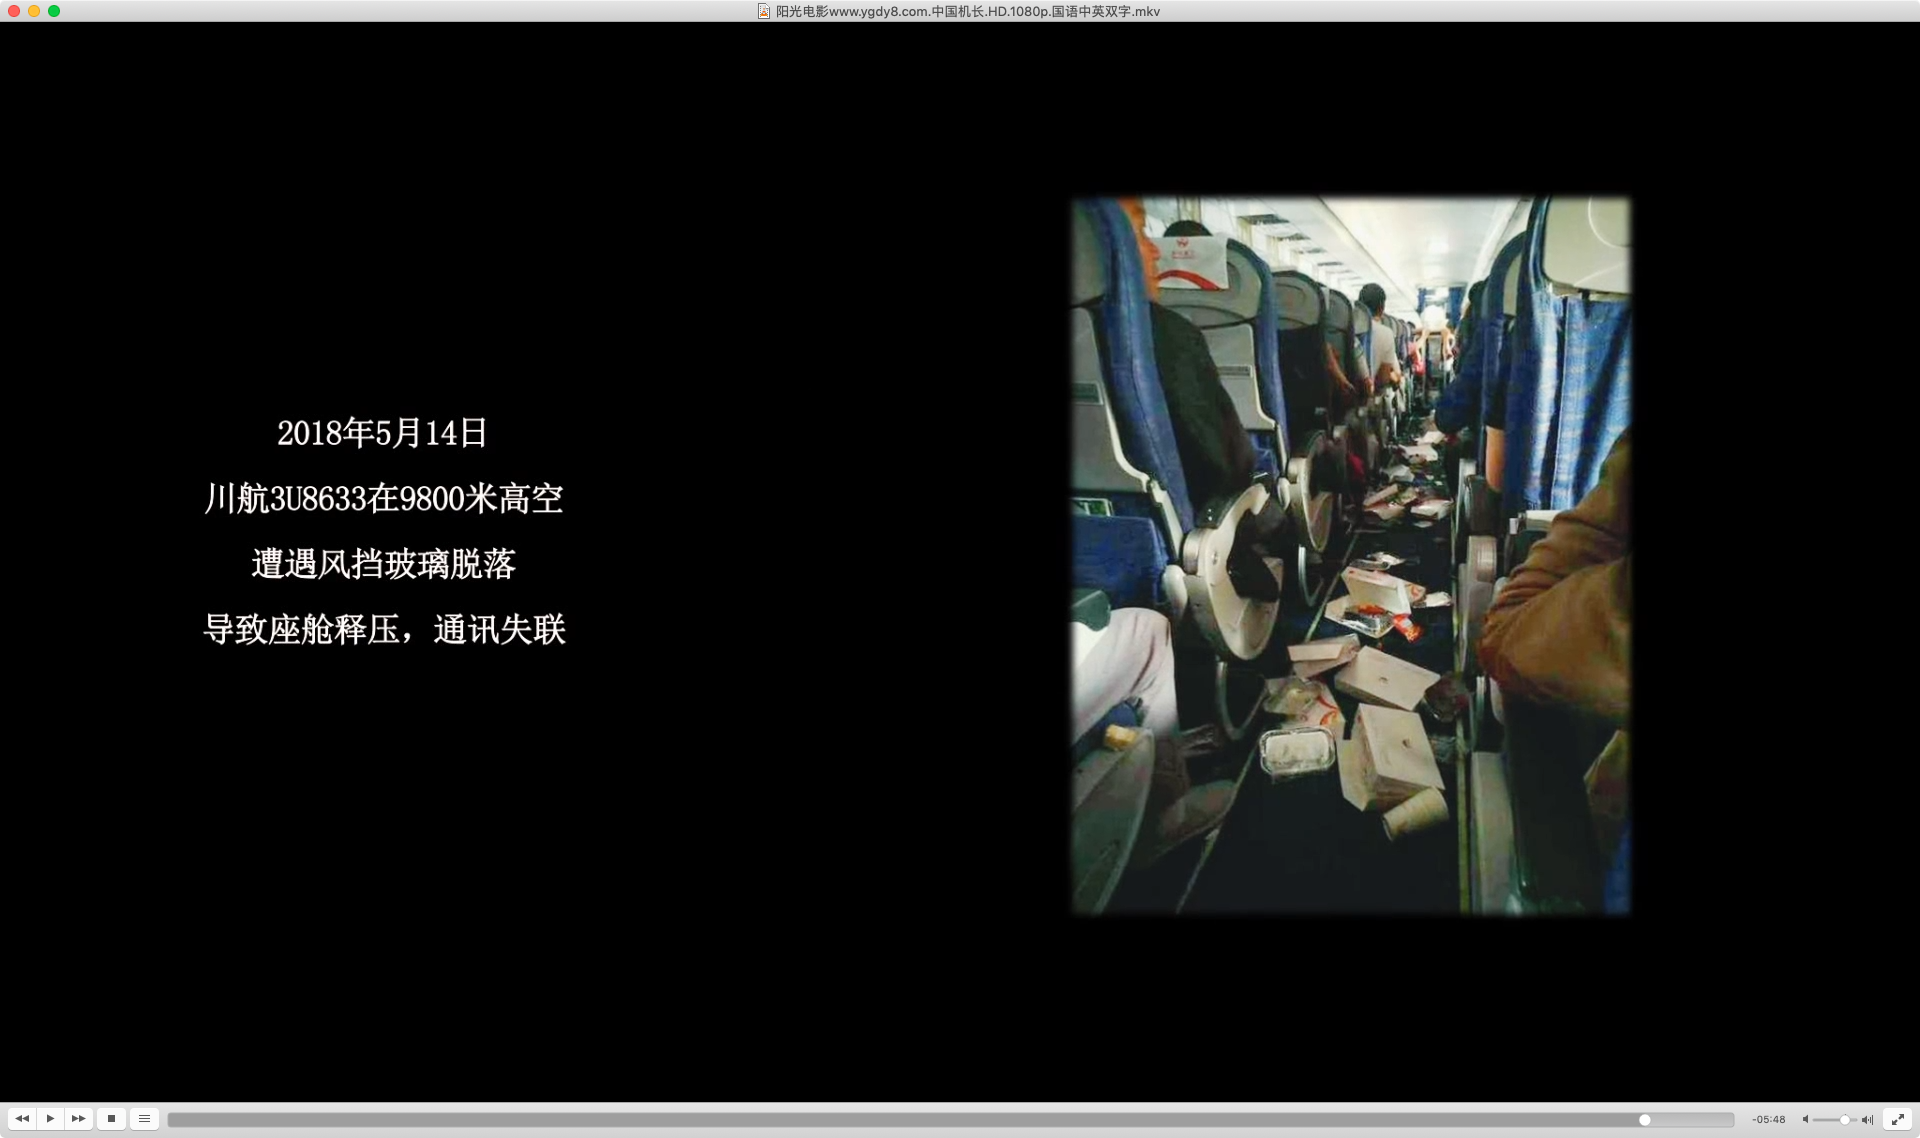 阳光电影www.ygdy8.com.中国机长.HD.1080p.国语中英双字.mkv
2018年5月14日
川航3U8633在9800米高空
遭遇风挡玻璃脱落
导致座舱释压，通讯失联
-05:48